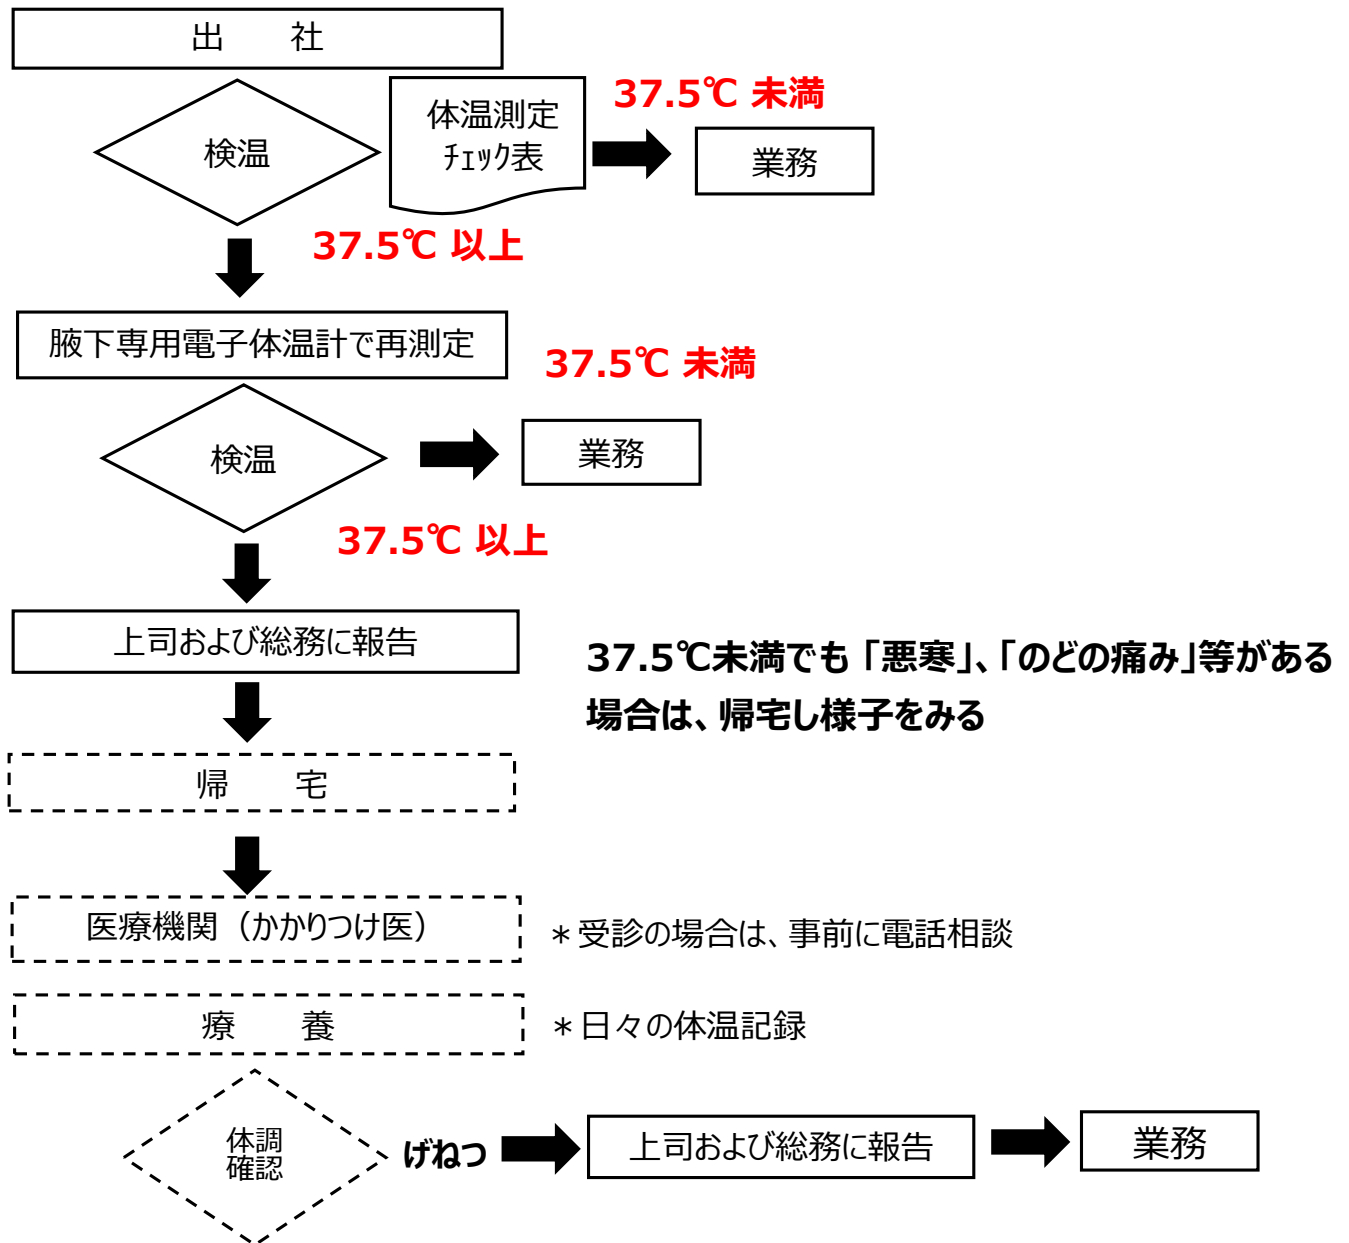 出　社
検温
体温測定
ﾁｪｯｸ表
37.5℃ 未満
業務
37.5℃ 以上
腋下専用電子体温計で再測定
37.5℃ 未満
検温
業務
37.5℃ 以上
上司および総務に報告
37.5℃未満でも「悪寒」、「のどの痛み」等がある
場合は、帰宅し様子をみる
帰　宅
医療機関（かかりつけ医）
＊受診の場合は、事前に電話相談
療　養
＊日々の体温記録
体調
確認
げねつ
上司および総務に報告
業務